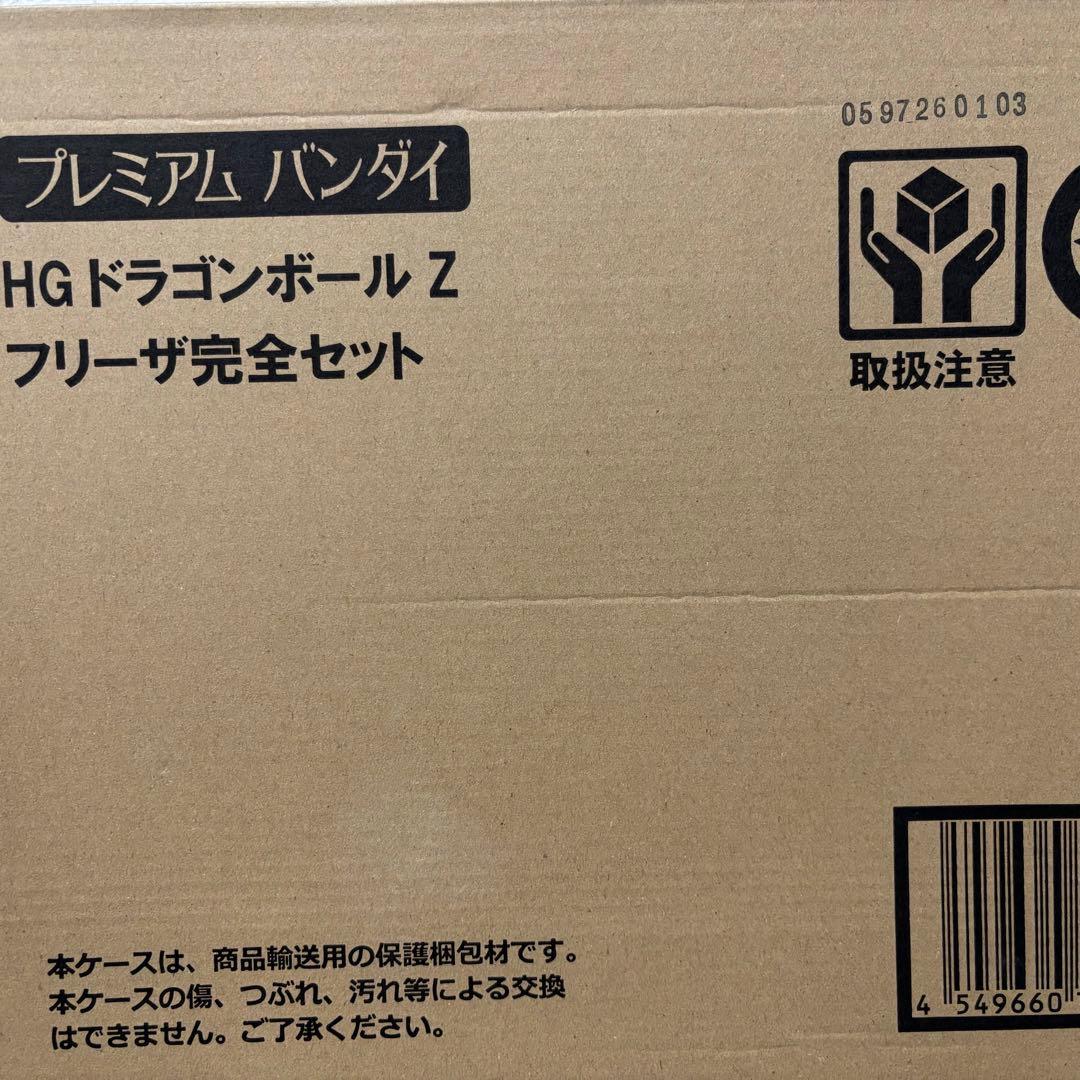 0597260103
プレミアム バンダイ
HGドラゴンボール Z
フリーザ完全セット
取扱注意
本ケースは、商品輸送用の保護梱包材です。
本ケースの傷、つぶれ、汚れ等による交換
はできません。ご了承ください。
4 549660